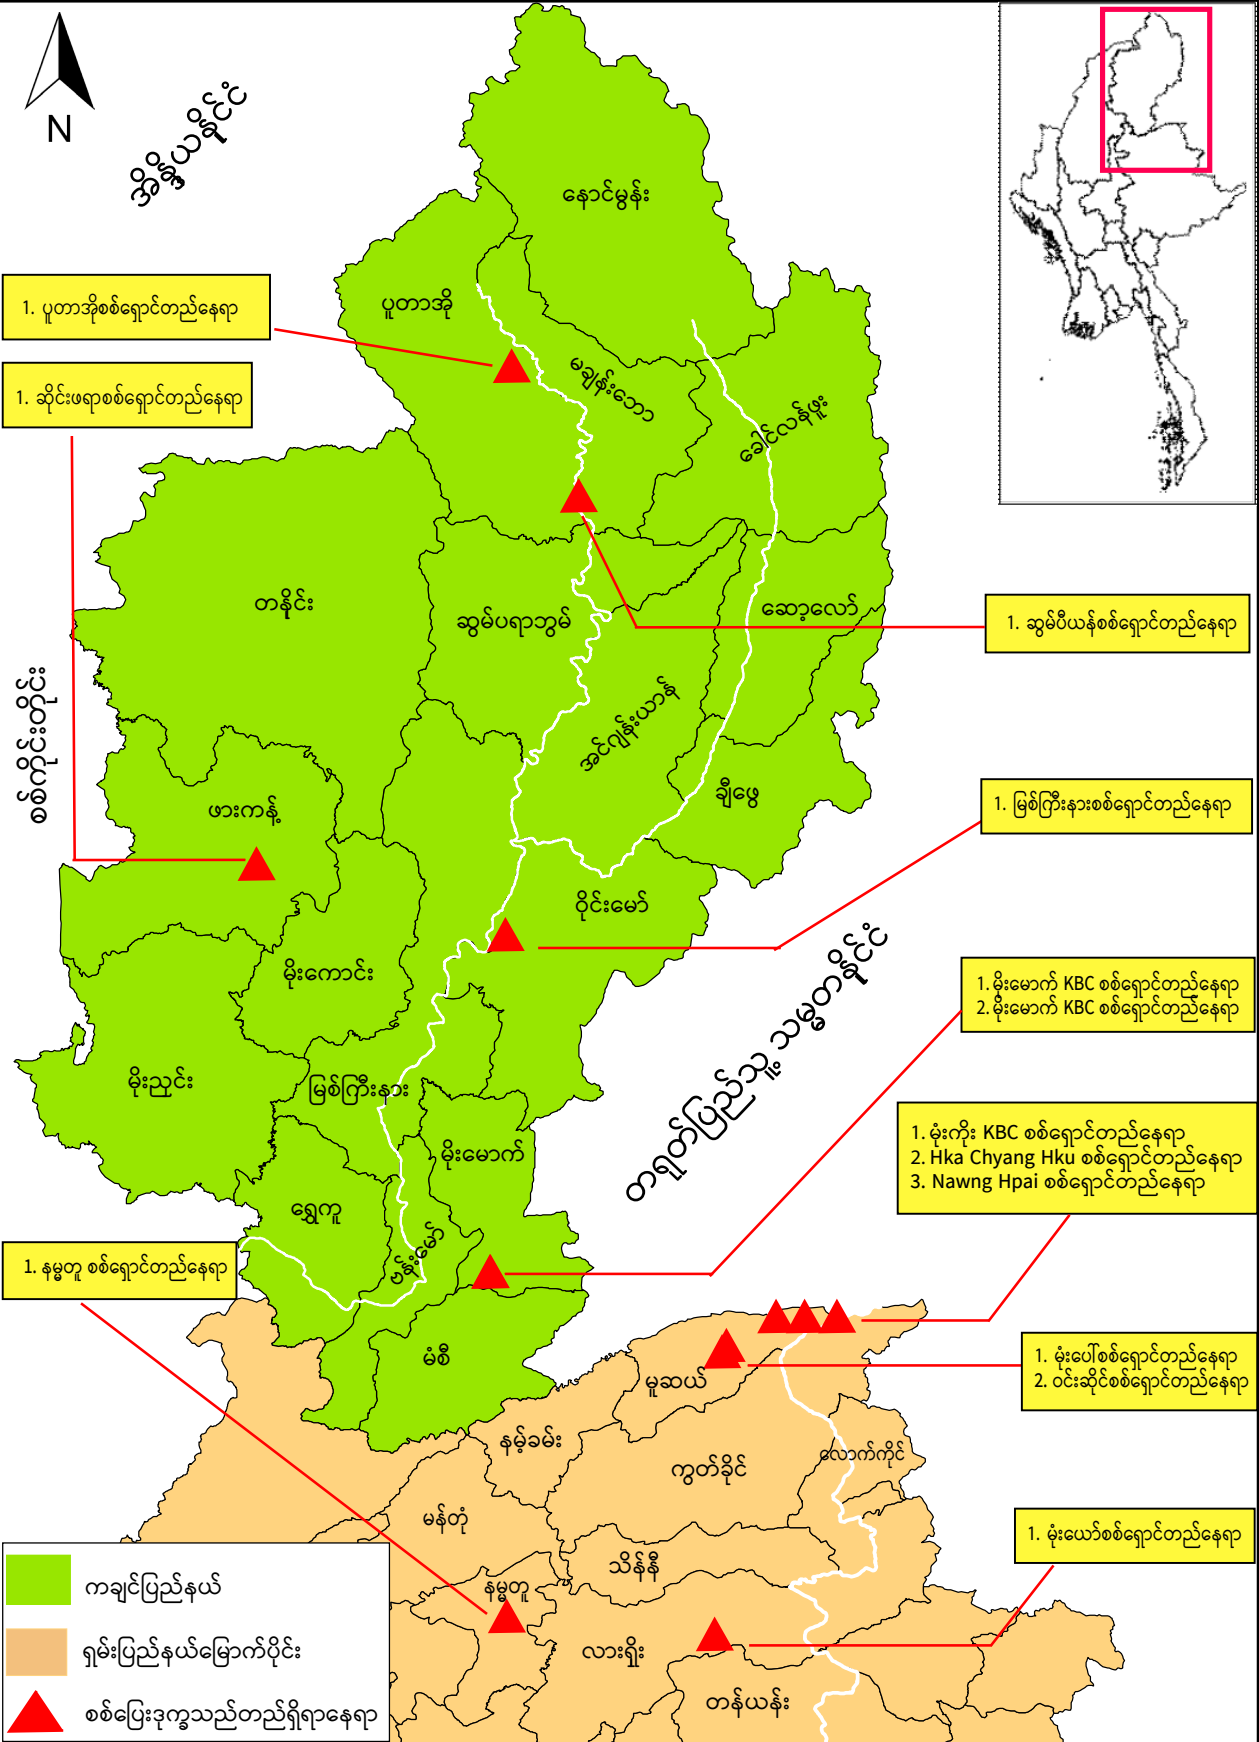 N
အိန္ဒိယနိုင်ငံ
နောင်မွန်း
ပူတာအို
1. ပူတာအိုစစ်ရှောင်တည်နေရာ
မချမ်းဘော
1. ဆိုင်းဖရာစစ်ရှောင်တည်နေရာ
ခေါင်လန်ဖူး
တနိုင်း
ဆွမ်ပရာဘွမ်
ဆော့လော်
1. ဆွမ်ပီယန်စစ်ရှောင်တည်နေရာ
စစ်ကိုင်းတိုင်း
အင်ဂျန်းယာန်
ချီဖွေ
ဖားကန့်
1. မြစ်ကြီးနားစစ်ရှောင်တည်နေရာ
ဝိုင်းမော်
မိုးကောင်း
တရုတ်ပြည်သူ့သမ္မတနိုင်ငံ
1. မိုးမောက် KBC စစ်ရှောင်တည်နေရာ
2. မိုးမောက် KBC စစ်ရှောင်တည်နေရာ
မိုးညှင်း
မြစ်ကြီးနား
မိုးမောက်
1. မုံးကိုး KBC စစ်ရှောင်တည်နေရာ
2. Hka Chyang Hku စစ်ရှောင်တည်နေရာ
3. Nawng Hpai စစ်ရှောင်တည်နေရာ
ရွှေကူ
ဗန်းမော်
1. နမ္မတူ စစ်ရှောင်တည်နေရာ
မံစီ
မူဆယ်
1. မုံးပေါ်စစ်ရှောင်တည်နေရာ
2. ဝင်းဆိုင်စစ်ရှောင်တည်နေရာ
နမ့်ခမ်း
ကွတ်ခိုင်
လောက်ကိုင်
မန်တုံ
1. မုံးယော်စစ်ရှောင်တည်နေရာ
သိန်နီ
နမ္မတူ
လားရှိုး
တန်ယန်း
ကချင်ပြည်နယ်
ရှမ်းပြည်နယ်မြောက်ပိုင်း
စစ်ပြေးဒုက္ခသည်တည်ရှိရာနေရာ